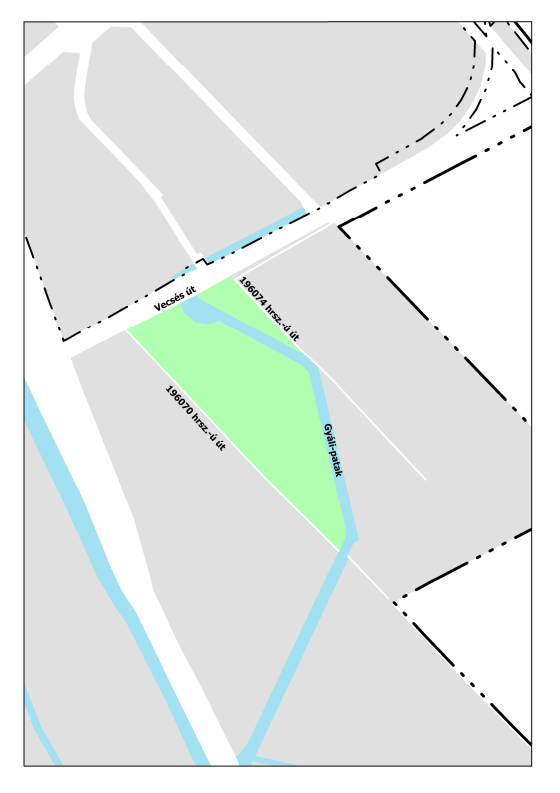 Vecsés út
196074 hrsz.-ú út
196070 hrsz.-ú út
Gyáli-patak